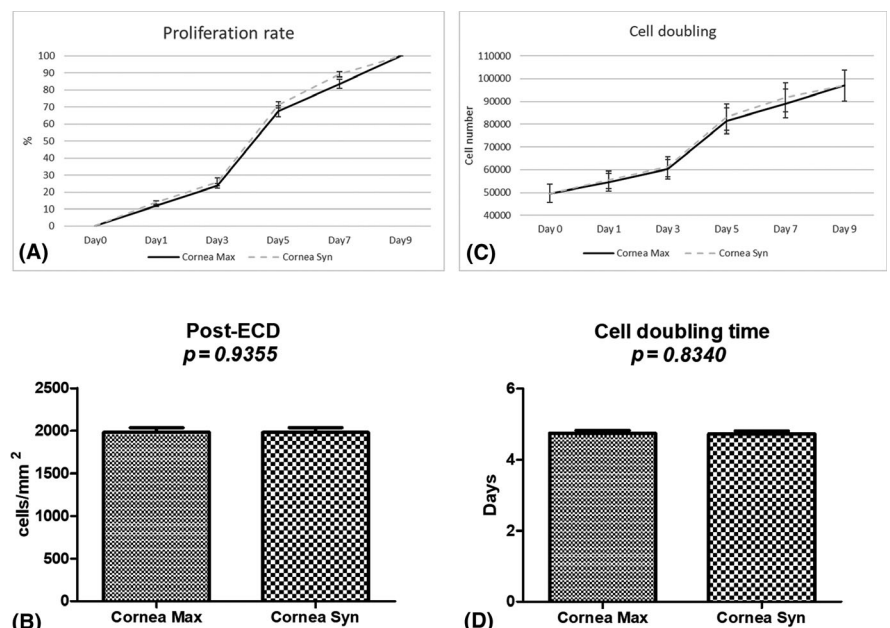 Proliferation rate
%
100
90
80
70
60
50
40
30
20
10
0
Day0 Day1 Day3 Day5 Day7 Day9
Cornea Max Cornea Syn
(A)
Cell doubling
Cell number
110000
100000
90000
80000
70000
60000
50000
40000
Day 0 Day 1 Day 3 Day 5 Day 7 Day 9
Cornea Max Cornea Syn
(C)
Post-ECD
p = 0.9355
cells/mm²
2500
2000
1500
1000
500
0
Cornea Max Cornea Syn
(B)
Cell doubling time
p = 0.8340
Days
6
4
2
0
Cornea Max Cornea Syn
(D)